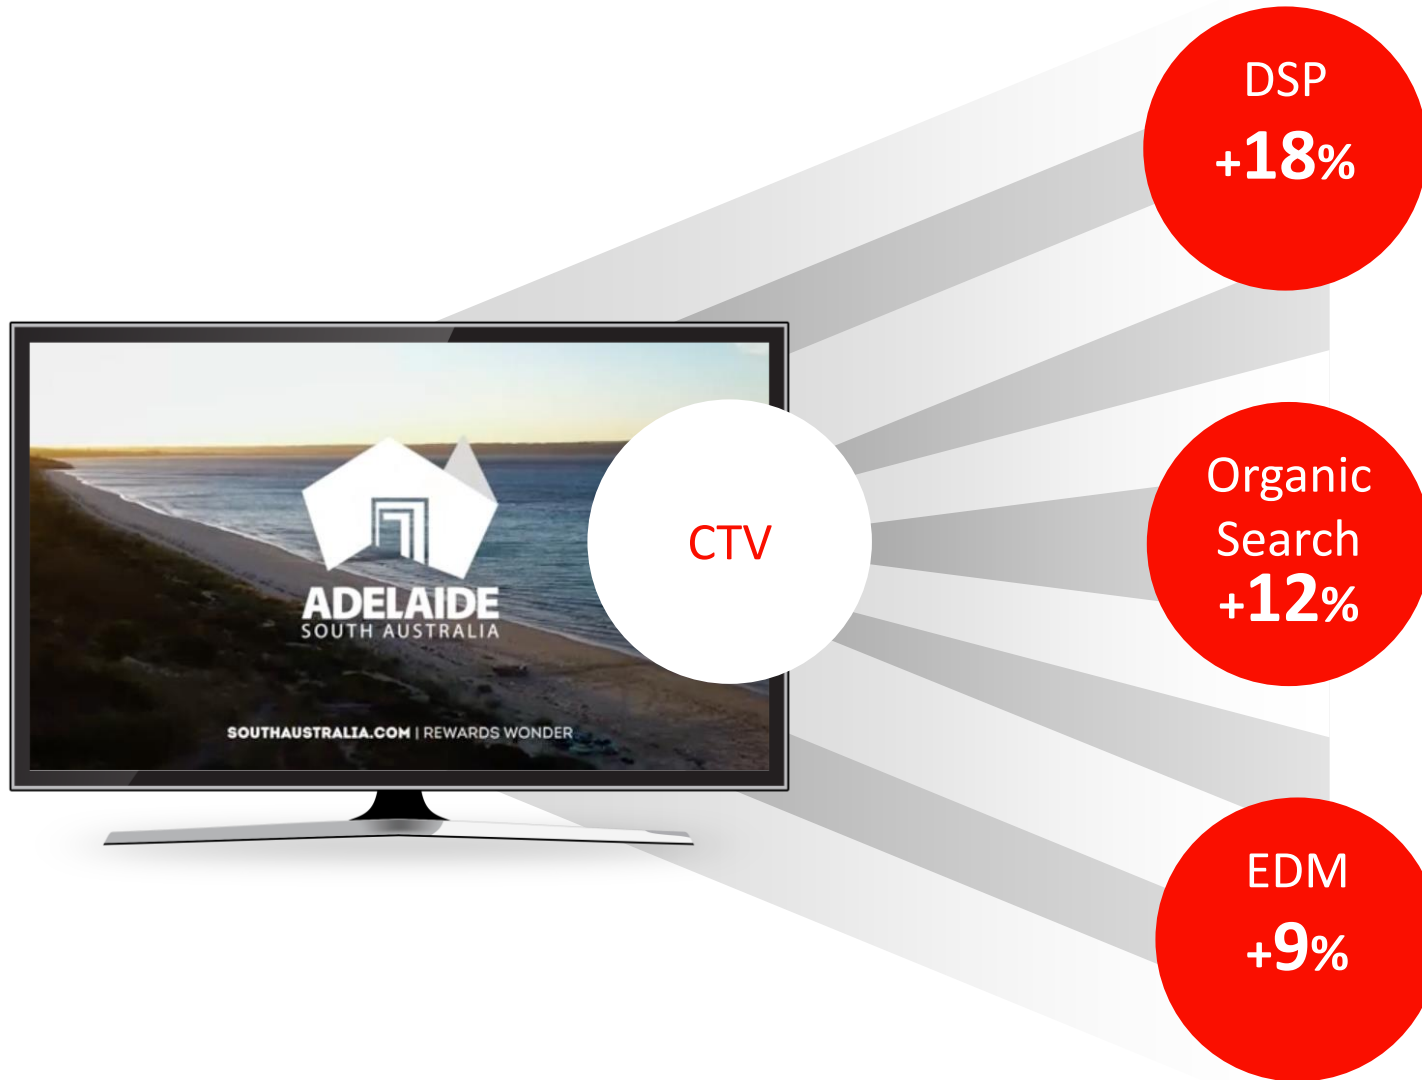 DSP
+18%
ADELAIDE
SOUTH AUSTRALIA
SOUTHAUSTRALIA.COM | REWARDS WONDER
CTV
Organic
Search
+12%
EDM
+9%